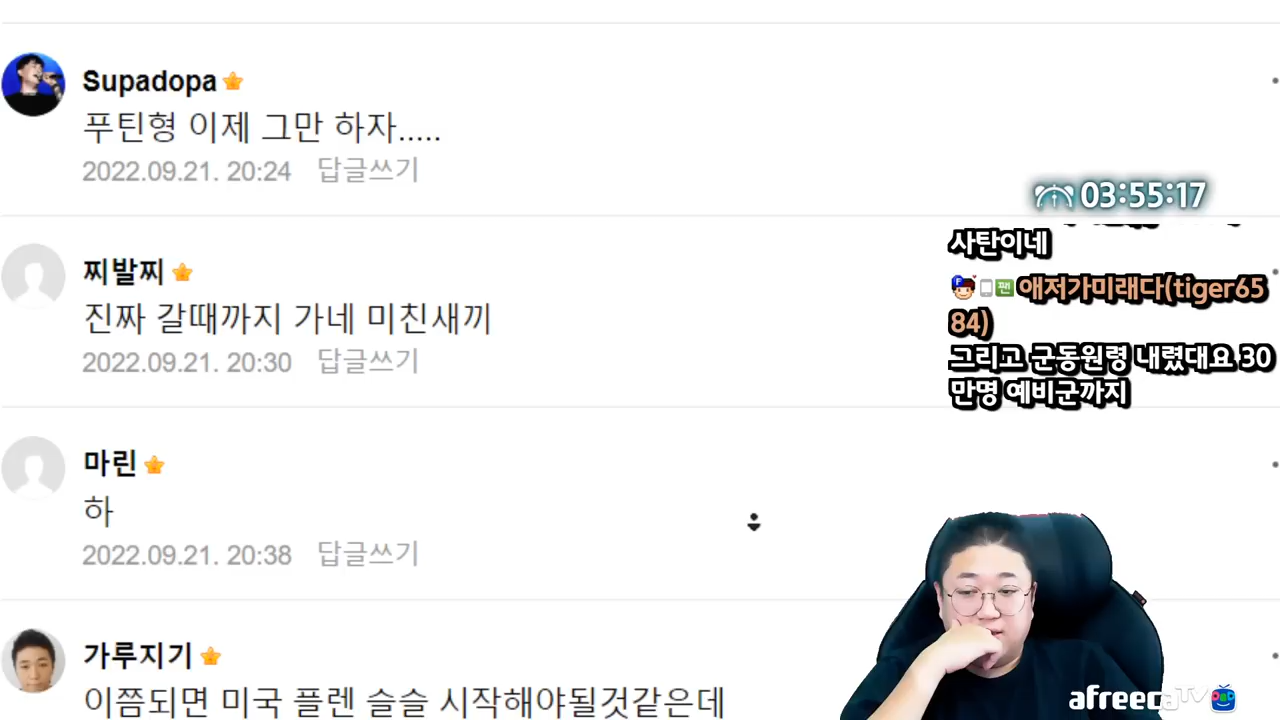 Supadopa
푸틴형 이제 그만 하자.....
2022.09.21. 20:24 답글쓰기
03:55:17
찌발찌
진짜 갈때까지 가네 미친새끼
2022.09.21. 20:30 답글쓰기
사탄이네
팬 애저가미래다(tiger65
84)
그리고 군동원령 내렸대요 30
만명 예비군까지
마린
하
2022.09.21. 20:38 답글쓰기
가루지기
이쯤되면 미국 플렌 슬슬 시작해야될것같은데
afreecaTV